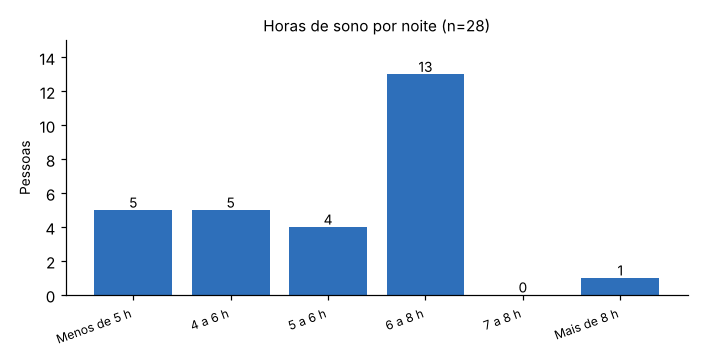 Horas de sono por noite (n=28)
Pessoas
14
12
10
8
6
4
2
0
5
5
4
13
0
1
Menos de 5 h
4 a 6 h
5 a 6 h
6 a 8 h
7 a 8 h
Mais de 8 h